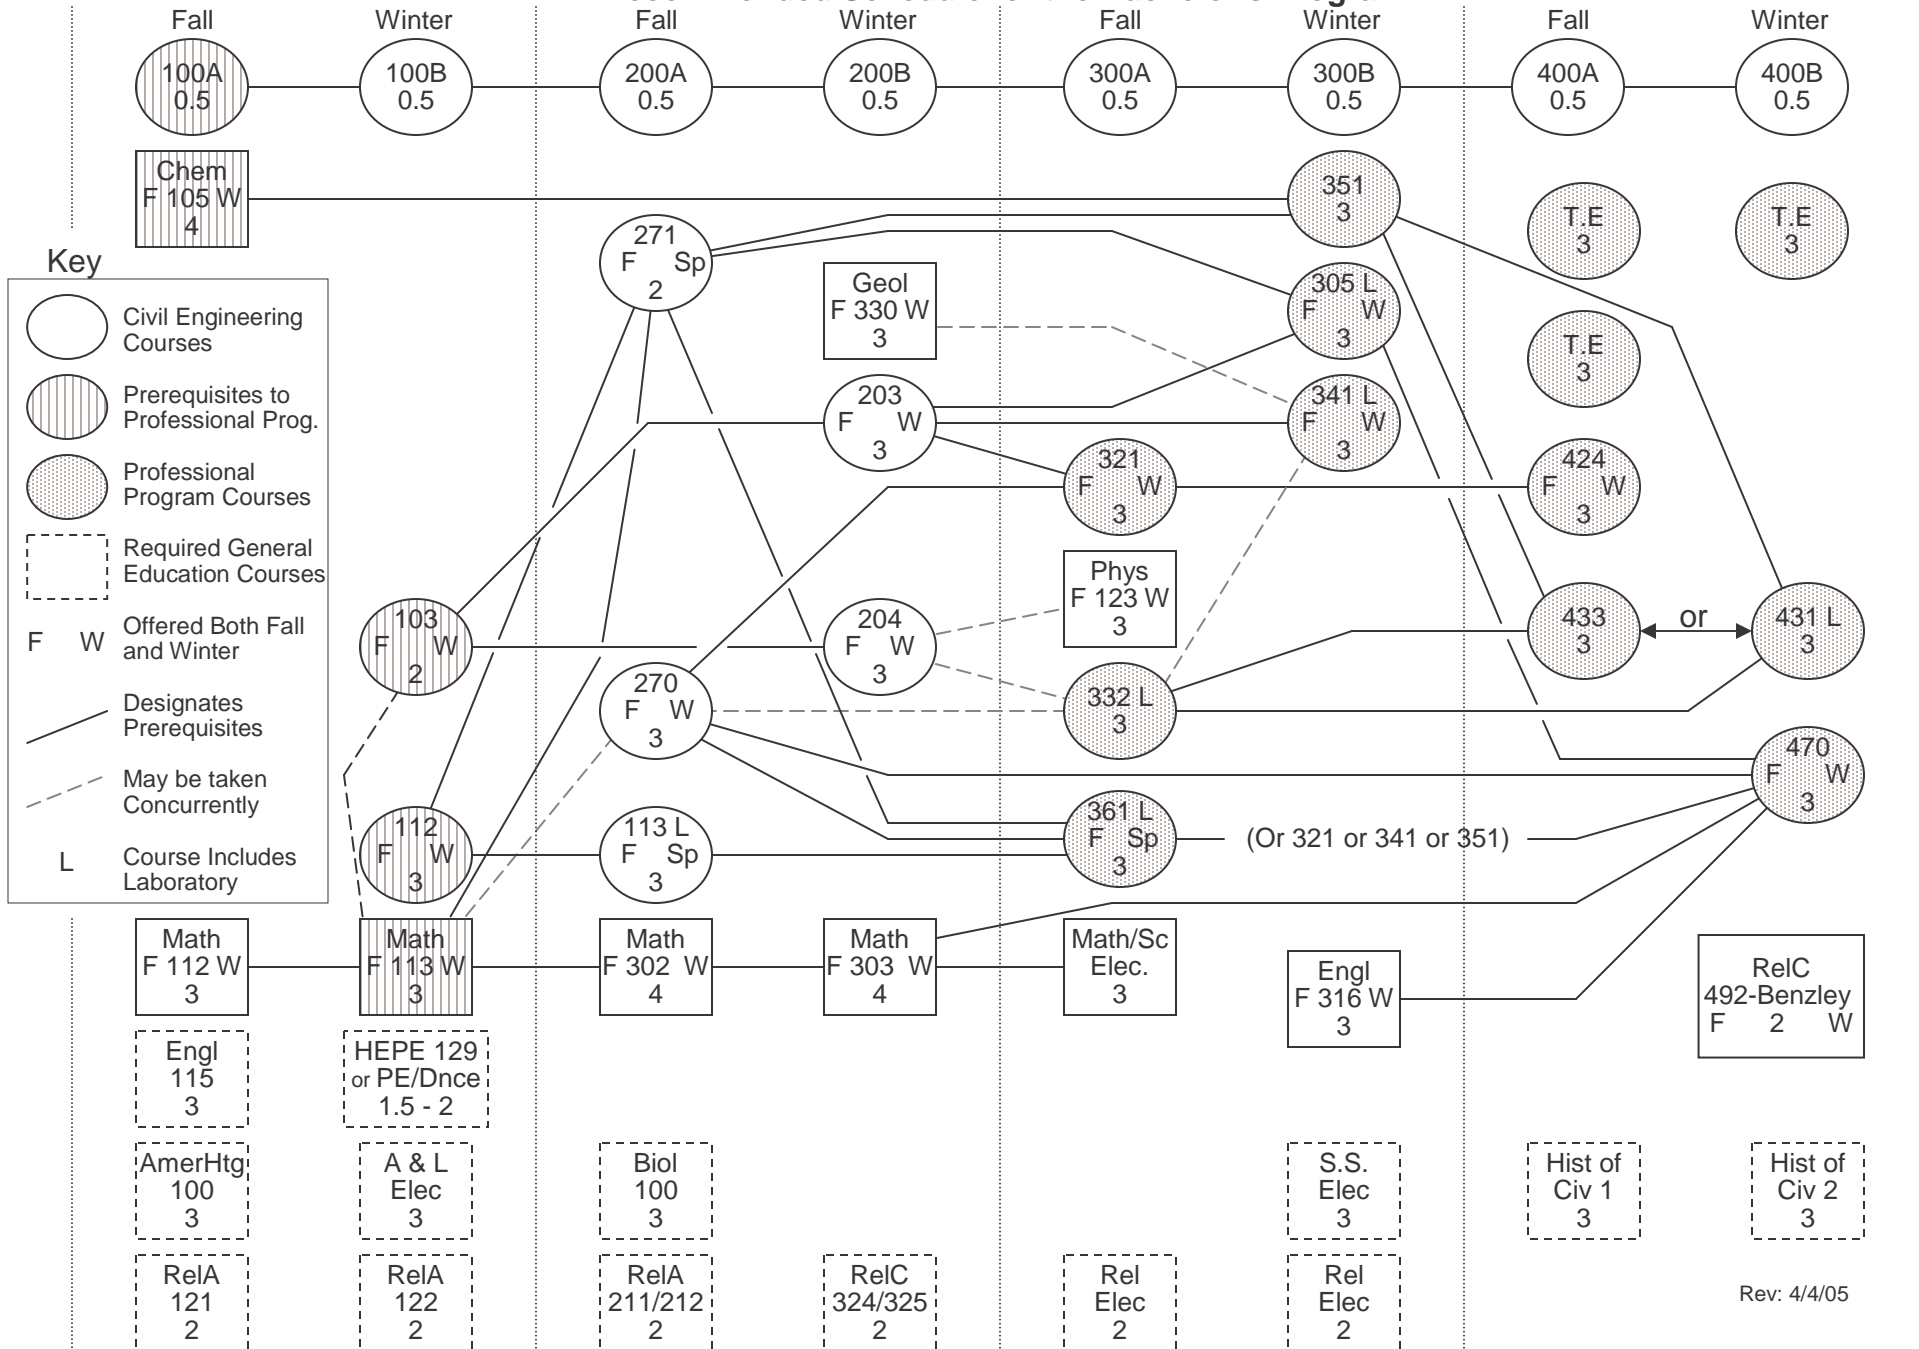 Fall
Winter
Fall
Winter
Fall
Winter
Fall
Winter
100A
0.5
100B
0.5
200A
0.5
200B
0.5
300A
0.5
300B
0.5
400A
0.5
400B
0.5
Chem
F 105 W
4
351
3
T.E
3
T.E
3
271
F Sp
2
Geol
F 330 W
3
305 L
F W
3
T.E
3
203
F W
3
341 L
F W
3
321
F W
3
424
F W
3
Phys
F 123 W
3
103
F W
2
204
F W
3
433
3
or
431 L
3
270
F W
3
332 L
3
470
F W
3
112
F W
3
113 L
F Sp
3
361 L
F Sp
3
(Or 321 or 341 or 351)
Key
Civil Engineering
Courses
Prerequisites to
Professional Prog.
Professional
Program Courses
Required General
Education Courses
F W
Offered Both Fall
and Winter
Designates
Prerequisites
May be taken
Concurrently
L
Course Includes
Laboratory
Math
F 112 W
3
Math
F 113 W
3
Math
F 302 W
4
Math
F 303 W
4
Math/Sc
Elec.
3
Engl
F 316 W
3
RelC
492-Benzley
F 2 W
Engl
115
3
HEPE 129
or PE/Dnce
1.5 - 2
AmerHtg
100
3
A & L
Elec
3
Biol
100
3
S.S.
Elec
3
Hist of
Civ 1
3
Hist of
Civ 2
3
RelA
121
2
RelA
122
2
RelA
211/212
2
RelC
324/325
2
Rel
Elec
2
Rel
Elec
2
Rev: 4/4/05